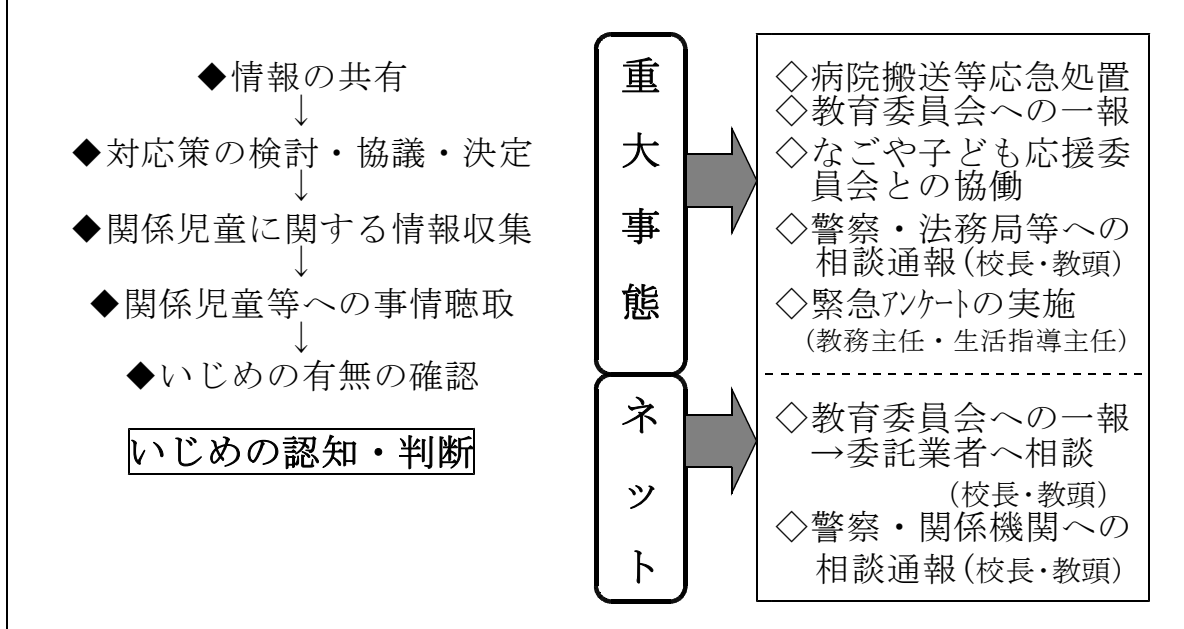 ◆情報の共有
↓
◆対応策の検討・協議・決定
↓
◆関係児童に関する情報収集
↓
◆関係児童等への事情聴取
↓
◆いじめの有無の確認
いじめの認知・判断
重大事態
◇病院搬送等応急処置
◇教育委員会への一報
◇なごや子ども応援委
員会との協働
◇警察・法務局等への
相談通報(校長・教頭)
◇緊急アンケートの実施
(教務主任・生活指導主任)
ネット
◇教育委員会への一報
→委託業者へ相談
(校長・教頭)
◇警察・関係機関への
相談通報(校長・教頭)